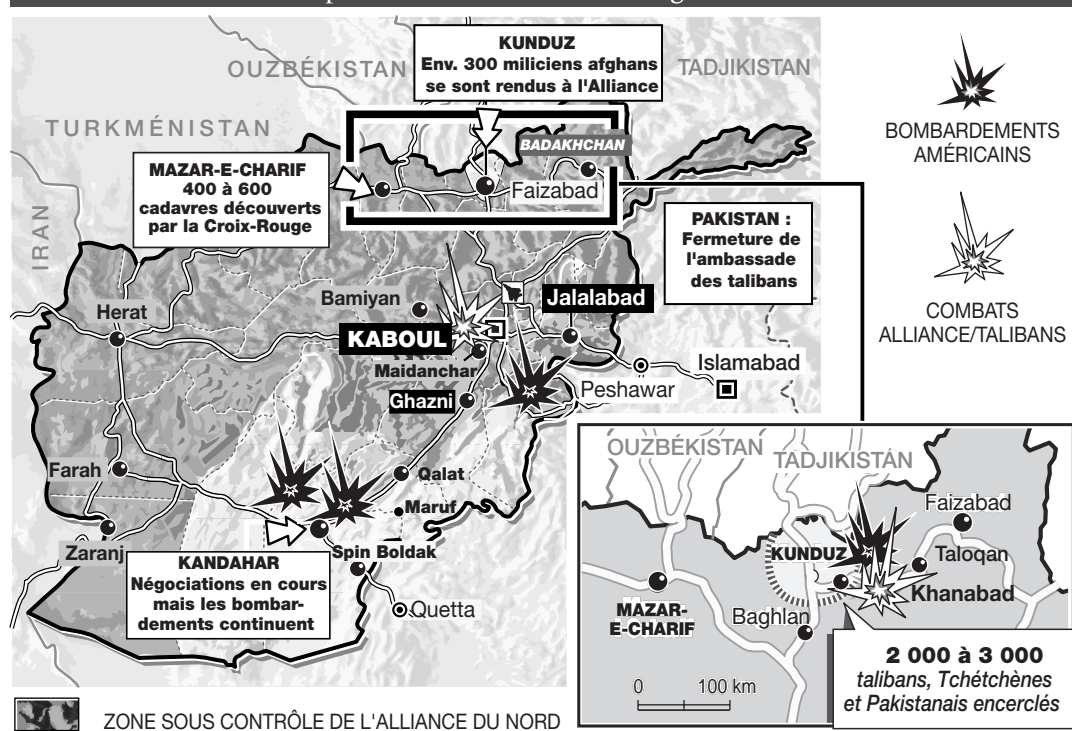 KUNDUZ
Env. 300 miliciens afghans
se sont rendus à l'Alliance
OUZBÉKISTAN
TADJIKISTAN
TURKMÉNISTAN
IRAN
BADAKHCHAN
MAZAR-E-CHARIF
400 à 600
cadavres découverts
par la Croix-Rouge
Faizabad
PAKISTAN :
Fermeture de
l'ambassade
des talibans
Herat
Bamiyan
Jalalabad
KABOUL
Maidanchar
Ghazni
Peshawar
Islamabad
Farah
Qalat
Maruf
Zaranj
Spin Boldak
KANDAHAR
Négociations en cours
mais les bombar-
dements continuent
Quetta
BOMBARDEMENTS
AMÉRICAINS
COMBATS
ALLIANCE/TALIBANS
OUZBÉKISTAN
TADJIKISTAN
Faizabad
KUNDUZ
Taloqan
Khanabad
MAZAR-
E-CHARIF
Baghlan
0 100 km
2 000 à 3 000
talibans, Tchétchènes
et Pakistanais encerclés
ZONE SOUS CONTRÔLE DE L'ALLIANCE DU NORD